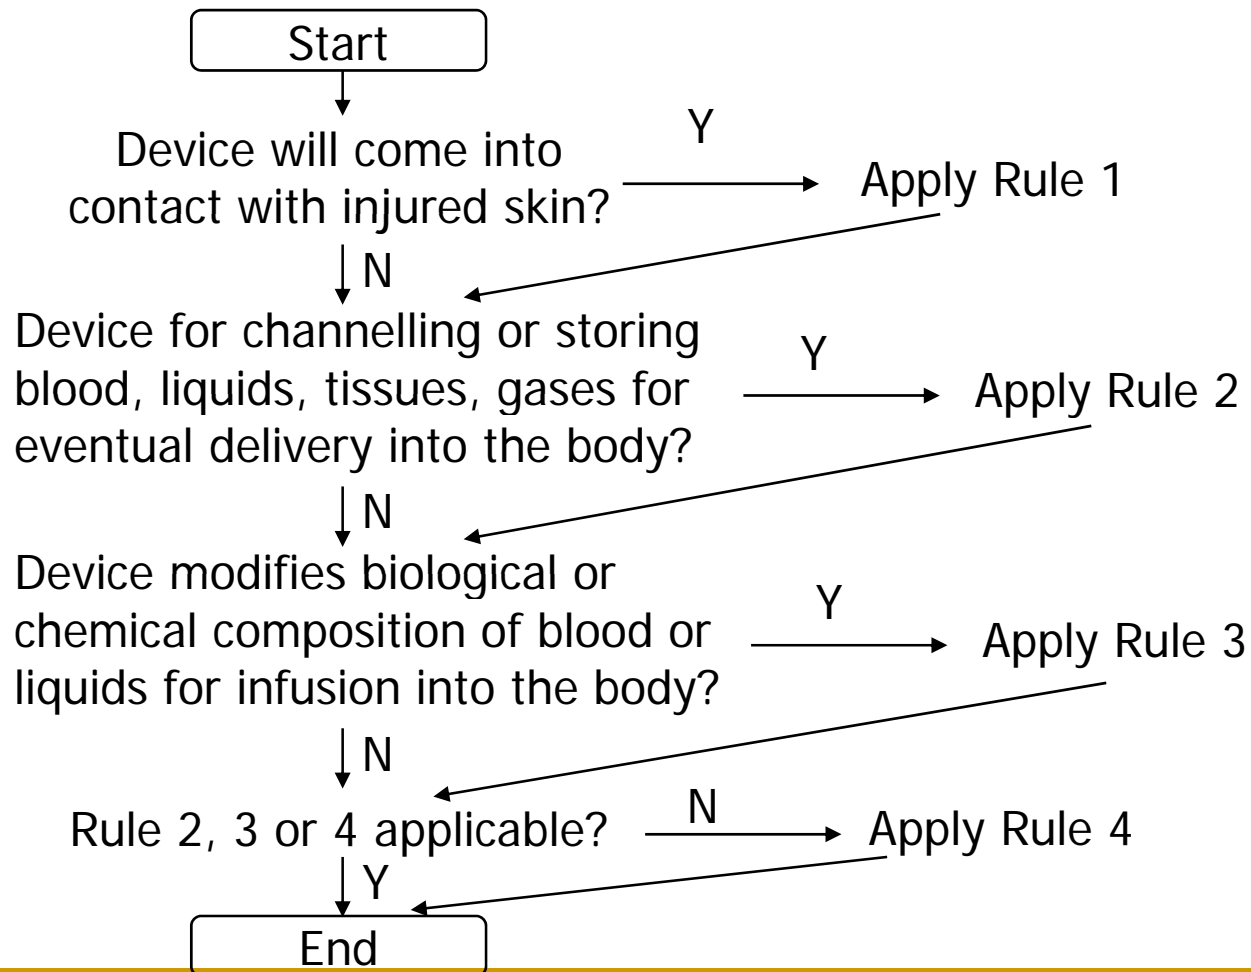 Start
Device will come into
contact with injured skin?
Y
Apply Rule 1
N
Device for channelling or storing
blood, liquids, tissues, gases for
eventual delivery into the body?
Y
Apply Rule 2
N
Device modifies biological or
chemical composition of blood or
liquids for infusion into the body?
Y
Apply Rule 3
N
Rule 2, 3 or 4 applicable?
N
Apply Rule 4
Y
End